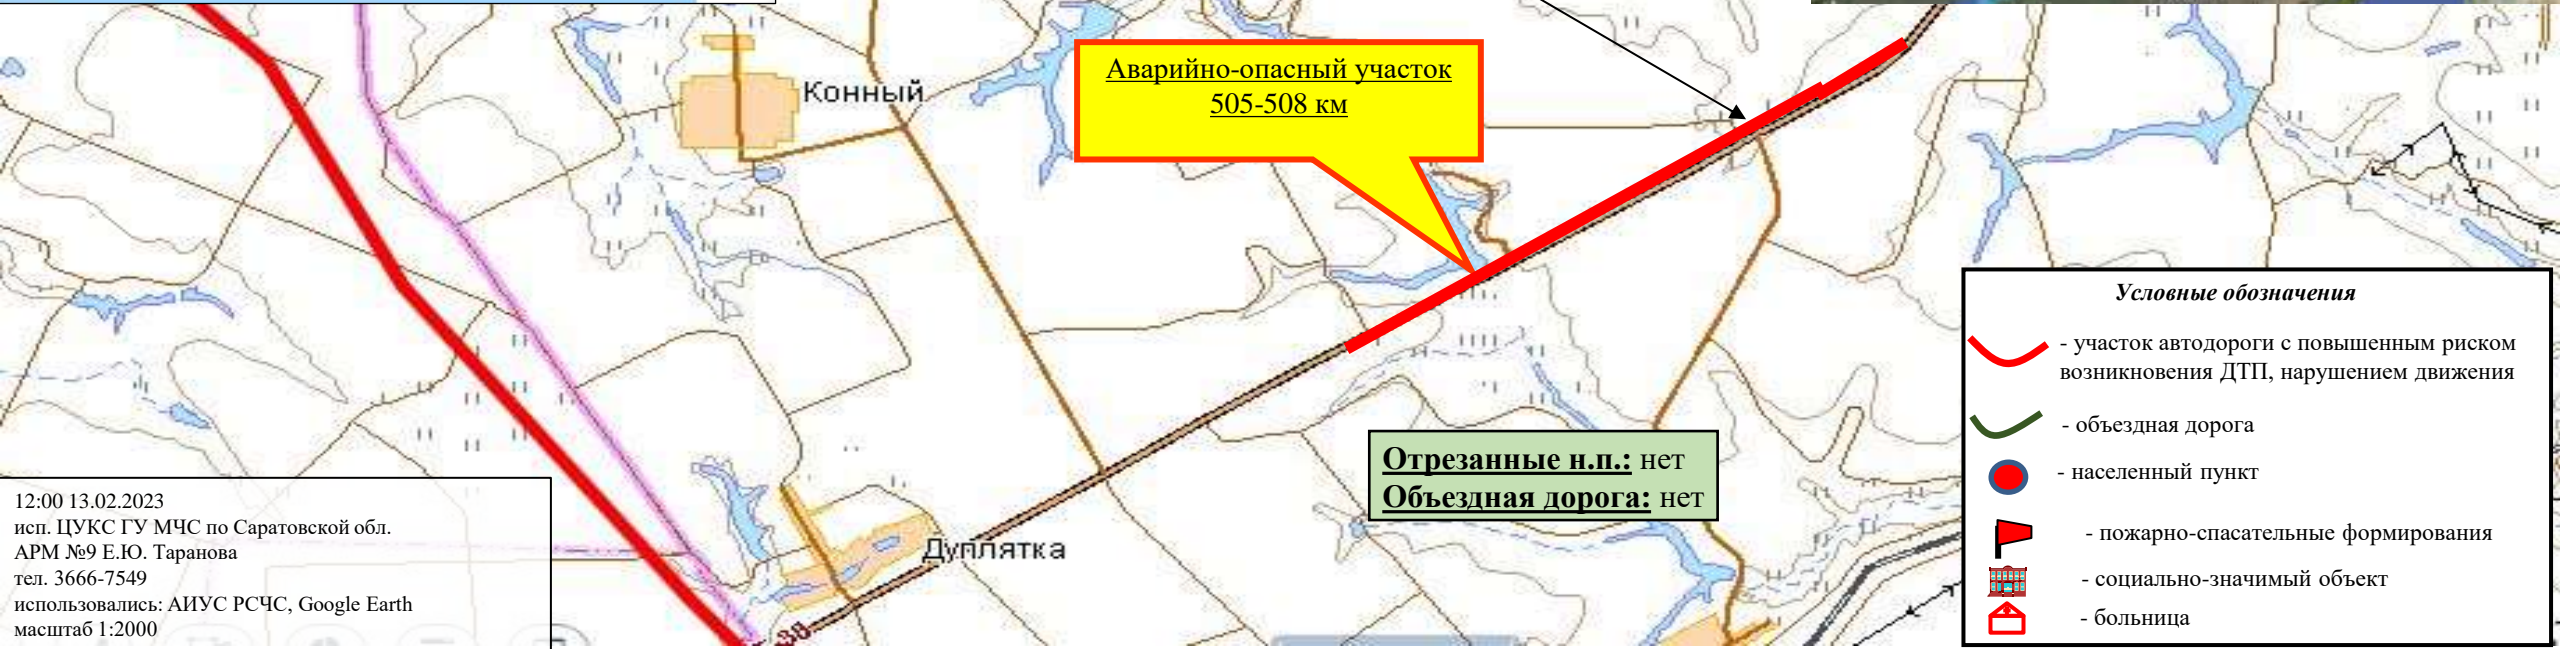 Конный
Аварийно-опасный участок
505-508 км
Условные обозначения
- участок автодороги с повышенным риском
возникновения ДТП, нарушением движения
- объездная дорога
- населенный пункт
- пожарно-спасательные формирования
- социально-значимый объект
- больница
Отрезанные н.п.: нет
Объездная дорога: нет
Дуплятка
12:00 13.02.2023
исп. ЦУКС ГУ МЧС по Саратовской обл.
АРМ №9 Е.Ю. Таранова
тел. 3666-7549
использовались: АИУС РСЧС, Google Earth
масштаб 1:2000